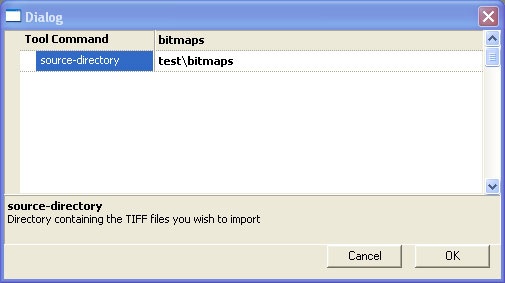 Dialog
Tool Command bitmaps
source-directory test\bitmaps
source-directory
Directory containing the TIFF files you wish to import
Cancel OK